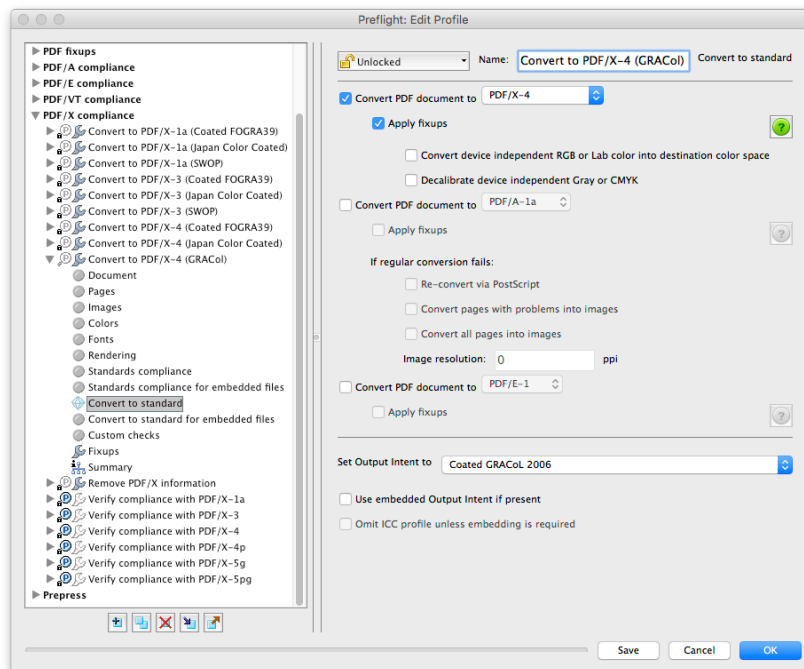 Preflight: Edit Profile
PDF fixups
PDF/A compliance
PDF/E compliance
PDF/VT compliance
PDF/X compliance
Convert to PDF/X-1a (Coated FOGRA39)
Convert to PDF/X-1a (Japan Color Coated)
Convert to PDF/X-1a (SWOP)
Convert to PDF/X-3 (Coated FOGRA39)
Convert to PDF/X-3 (Japan Color Coated)
Convert to PDF/X-3 (SWOP)
Convert to PDF/X-4 (Coated FOGRA39)
Convert to PDF/X-4 (Japan Color Coated)
Convert to PDF/X-4 (GRACol)
Document
Pages
Images
Colors
Fonts
Rendering
Standards compliance
Standards compliance for embedded files
Convert to standard
Convert to standard for embedded files
Custom checks
Fixups
Summary
Remove PDF/X information
Verify compliance with PDF/X-1a
Verify compliance with PDF/X-3
Verify compliance with PDF/X-4
Verify compliance with PDF/X-4p
Verify compliance with PDF/X-5g
Verify compliance with PDF/X-5pg
Prepress
Unlocked Name: Convert to PDF/X-4 (GRACol) Convert to standard
Convert PDF document to PDF/X-4
Apply fixups
Convert device independent RGB or Lab color into destination color space
Decalibrate device independent Gray or CMYK
Convert PDF document to PDF/A-1a
Apply fixups
If regular conversion fails:
Re-convert via PostScript
Convert pages with problems into images
Convert all pages into images
Image resolution: 0 ppi
Convert PDF document to PDF/E-1
Apply fixups
Set Output Intent to Coated GRACoL 2006
Use embedded Output Intent if present
Omit ICC profile unless embedding is required
Save Cancel OK